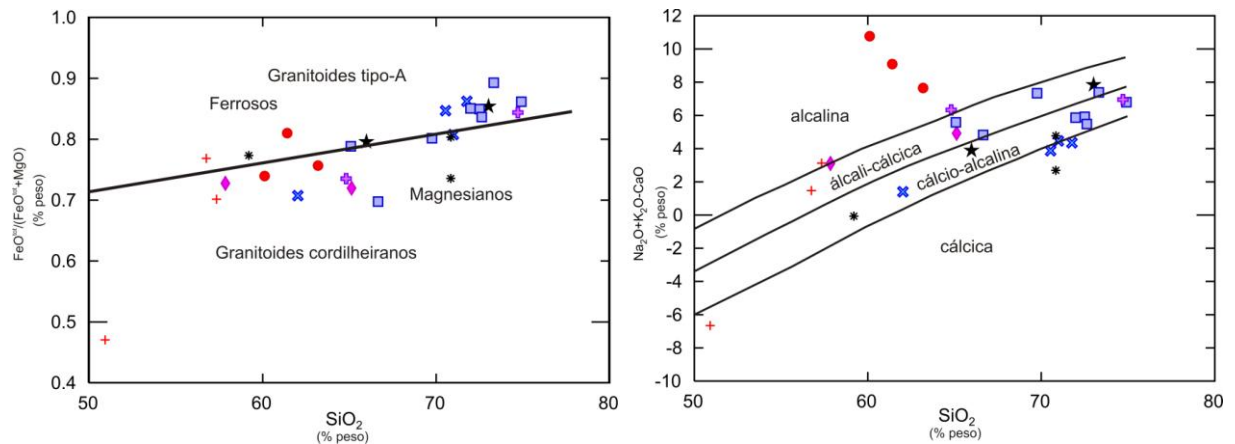 1.0
0.9
0.8
0.7
0.6
0.5
0.4
FeOᵗᵒᵗ/(FeOᵗᵒᵗ+MgO)
(% peso)
Granitoides tipo-A
Ferrosos
Magnesianos
Granitoides cordilheiranos
50
60
70
80
SiO₂
(% peso)
12
10
8
6
4
2
0
-2
-4
-6
-8
-10
Na₂O+K₂O-CaO
(% peso)
alcalina
álcali-cálcica
cálcio-alcalina
cálcica
50
60
70
80
SiO₂
(% peso)